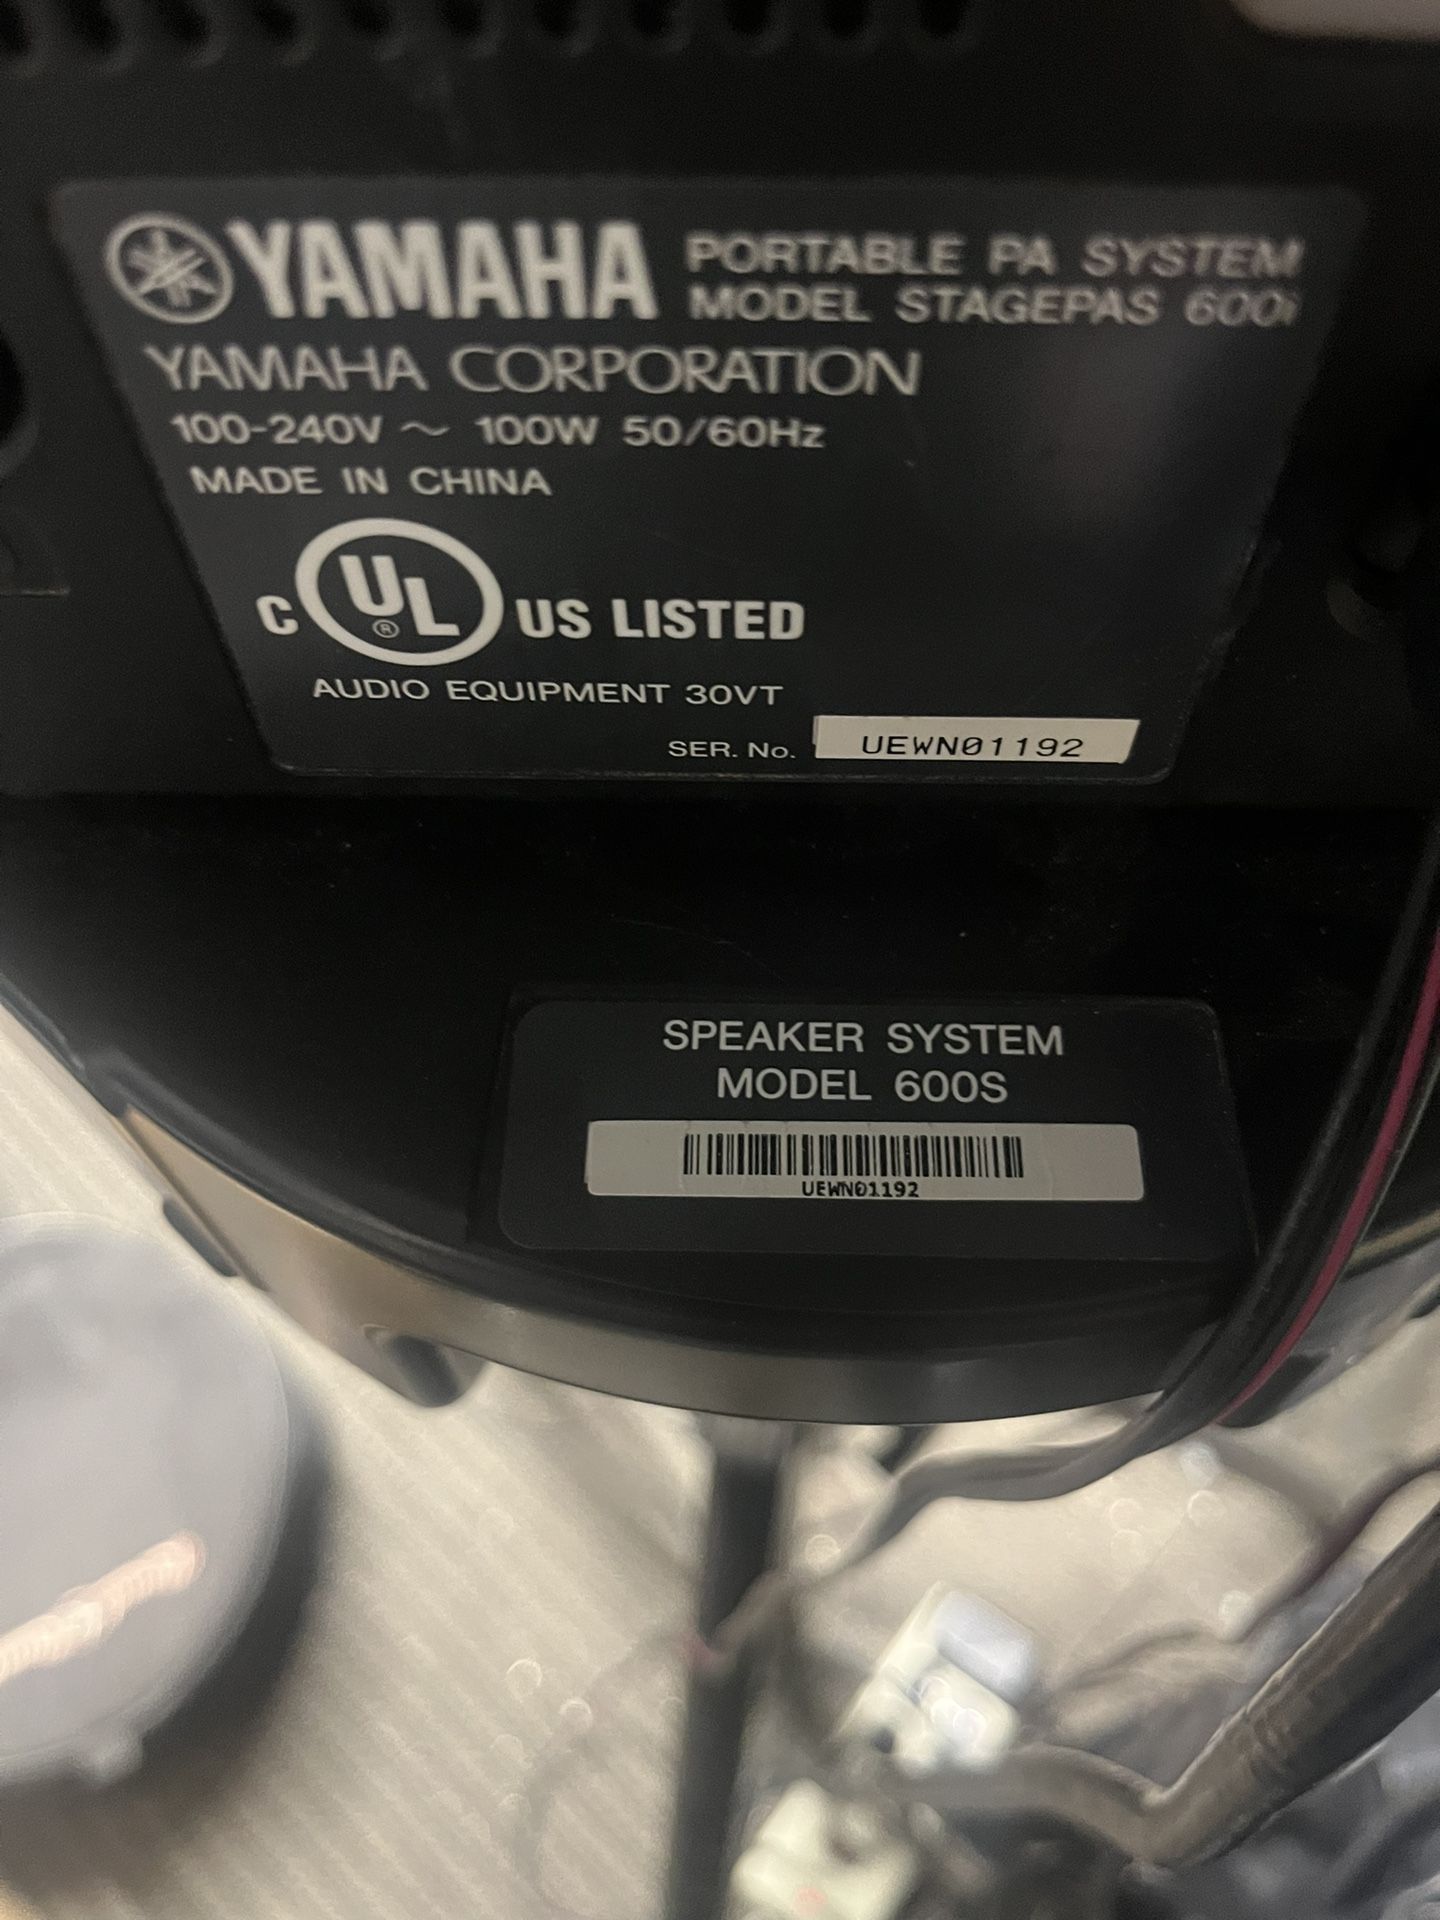 YAMAHA PORTABLE PA SYSTEM
MODEL STAGEPAS 600i
YAMAHA CORPORATION
100-240V ~ 100W 50/60Hz
MADE IN CHINA
C UL ® US LISTED
AUDIO EQUIPMENT 30VT
SER. No. UEWN01192
SPEAKER SYSTEM
MODEL 600S
UEWN01192